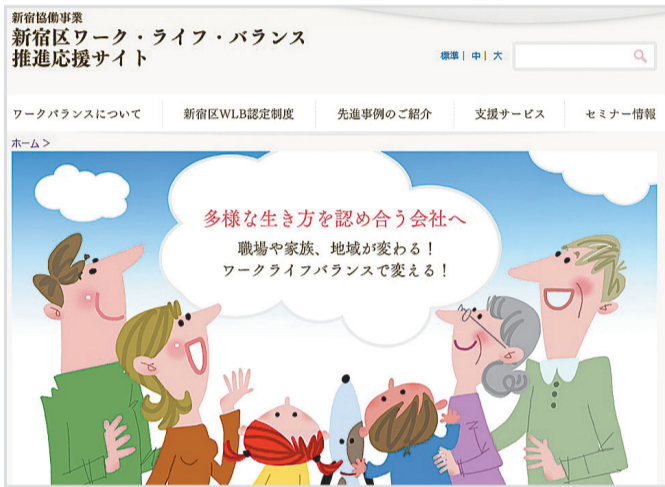 新宿協働事業
新宿区ワーク・ライフ・バランス
推進応援サイト
標準 | 中 | 大
ワークバランスについて 新宿区WLB認定制度 先進事例のご紹介 支援サービス セミナー情報
ホーム >
多様な生き方を認め合う会社へ
職場や家族、地域が変わる!
ワークライフバランスで変える!